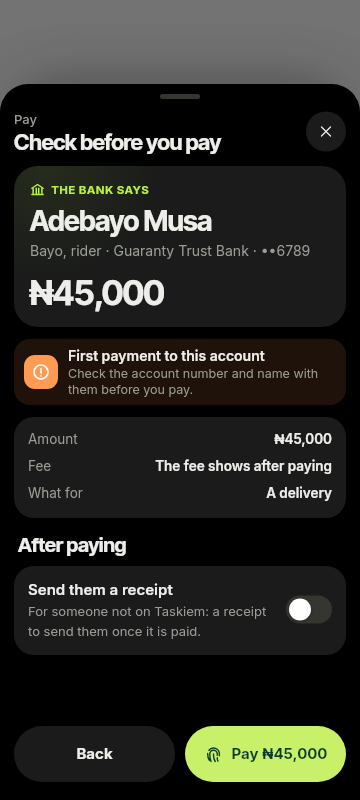 Pay
Check before you pay
THE BANK SAYS
Adebayo Musa
Bayo, rider · Guaranty Trust Bank · ••6789
₦45,000
First payment to this account
Check the account number and name with
them before you pay.
Amount ₦45,000
Fee The fee shows after paying
What for A delivery
After paying
Send them a receipt
For someone not on Taskiem: a receipt
to send them once it is paid.
Back
Pay ₦45,000